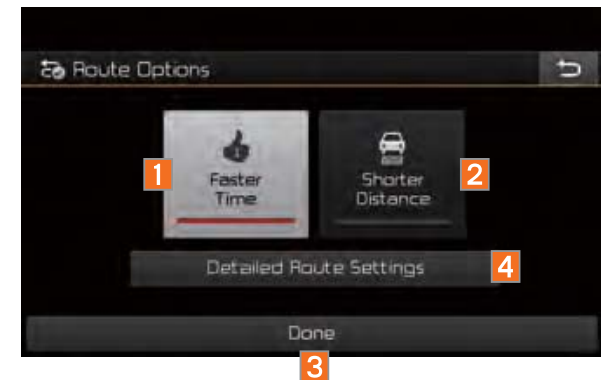 Route Options
1
Faster
Time
Shorter
Distance
2
Detailed Route Settings
4
Done
3